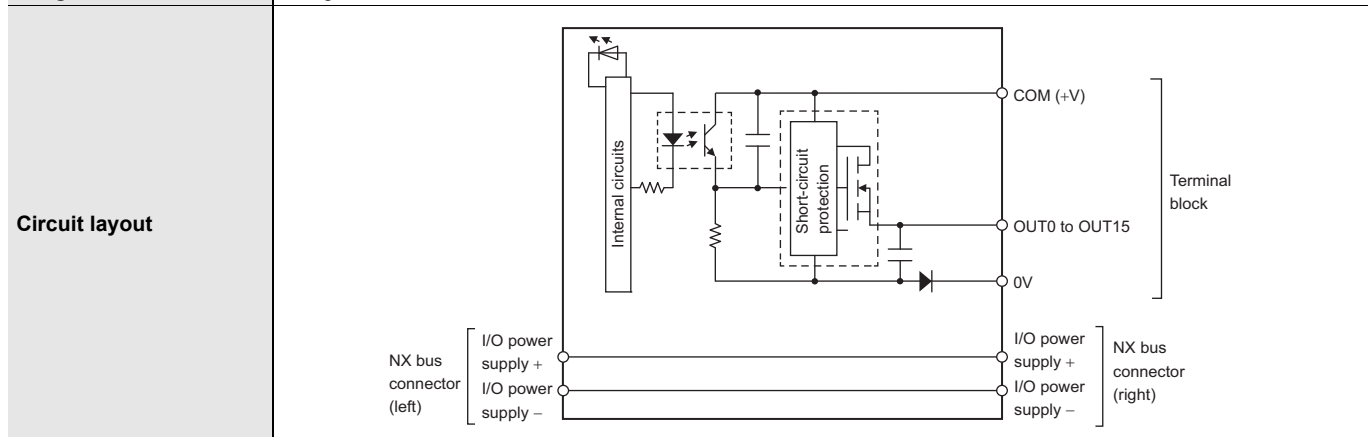 Circuit layout
Internal circuits
Short-circuit
protection
COM (+V)
OUT0 to OUT15
0V
Terminal
block
NX bus
connector
(left)
I/O power
supply +
I/O power
supply −
I/O power
supply +
I/O power
supply −
NX bus
connector
(right)